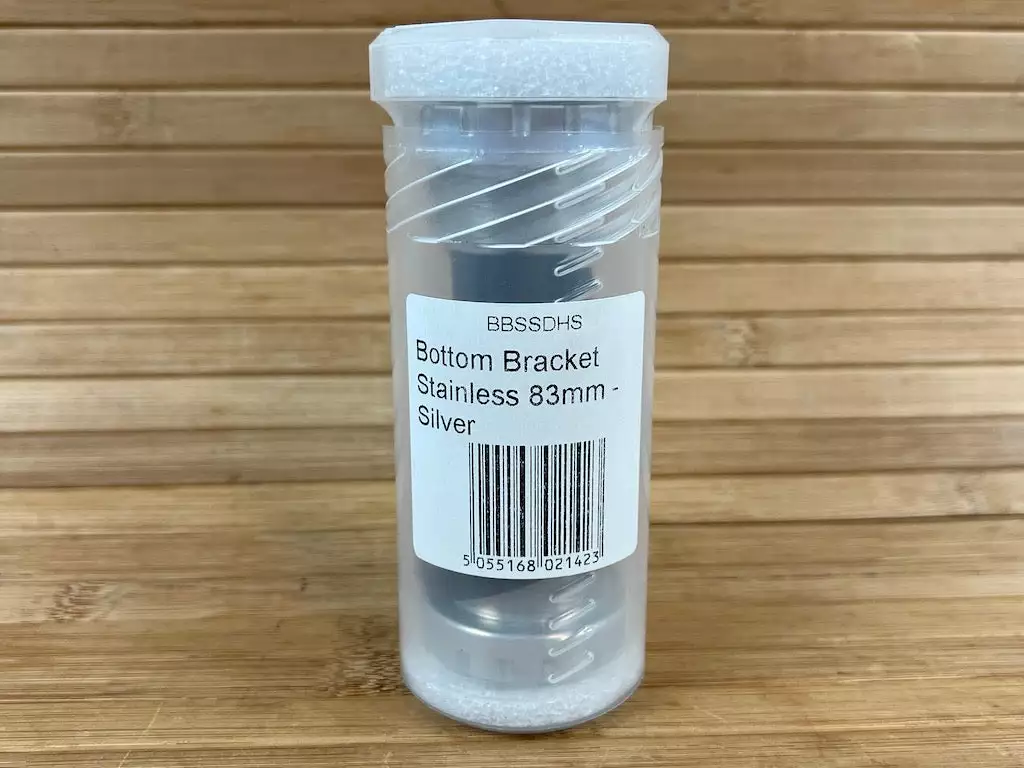 BBSSDHS
Bottom Bracket
Stainless 83mm -
Silver
5 055168 021423